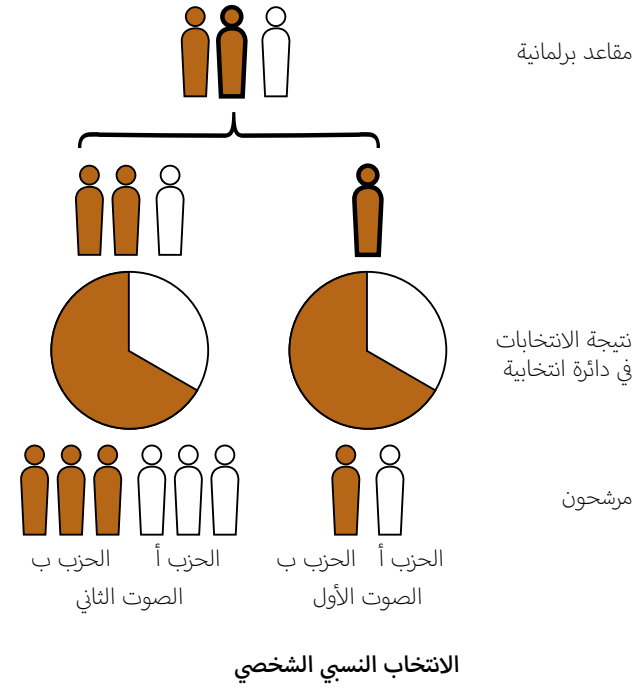 مقاعد برلمانية
نتيجة الانتخابات
في دائرة انتخابية
مرشحون
الحزب أ
الحزب ب
الحزب أ
الحزب ب
الصوت الأول
الصوت الثاني
الانتخاب النسبي الشخصي